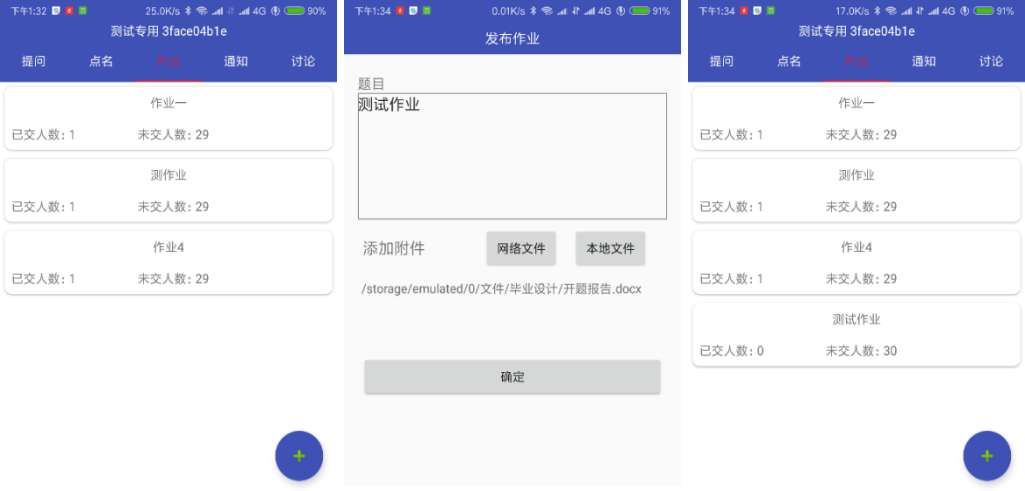 下午1:32 25.0K/s 4G 90%
测试专用 3face04b1e
提问 点名 作业 通知 讨论
作业一
已交人数: 1 未交人数: 29
测作业
已交人数: 1 未交人数: 29
作业4
已交人数: 1 未交人数: 29
下午1:34 0.01K/s 4G 91%
发布作业
题目
测试作业
添加附件 网络文件 本地文件
/storage/emulated/0/文件/毕业设计/开题报告.docx
确定
下午1:34 17.0K/s 4G 91%
测试专用 3face04b1e
提问 点名 作业 通知 讨论
作业一
已交人数: 1 未交人数: 29
测作业
已交人数: 1 未交人数: 29
作业4
已交人数: 1 未交人数: 29
测试作业
已交人数: 0 未交人数: 30